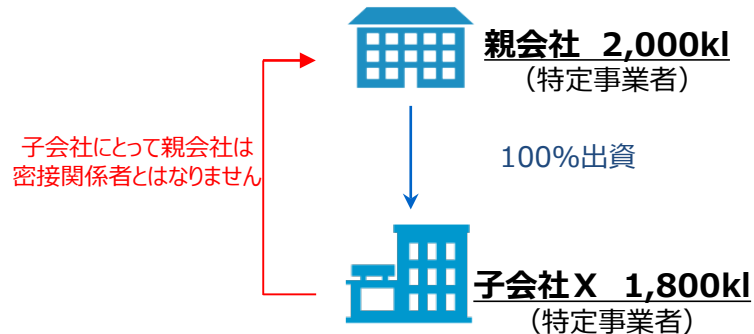 親会社 2,000kl
（特定事業者）
子会社にとって親会社は
密接関係者とはなりません
100%出資
子会社Ｘ 1,800kl
（特定事業者）